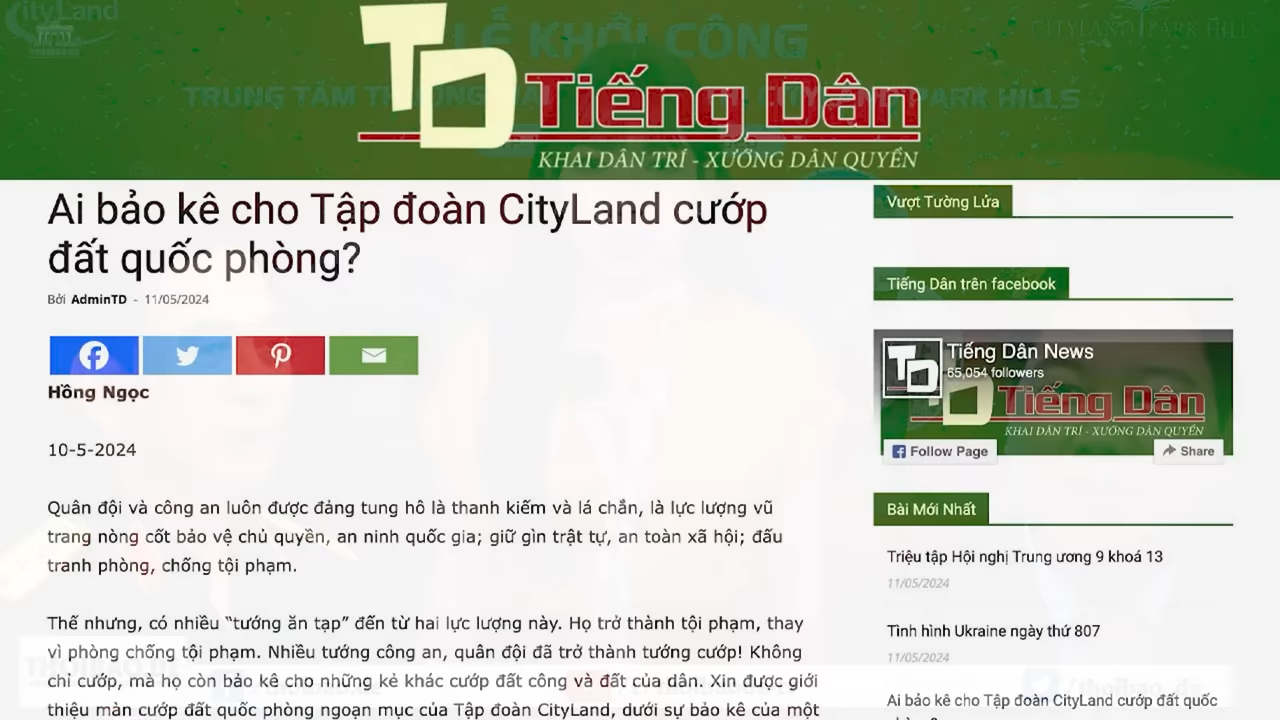 LỄ KHỞI CÔNG
CITYLAND PARK HILLS
TD Tiếng Dân
KHAI DÂN TRÍ - XƯỚNG DÂN QUYỀN
Ai bảo kê cho Tập đoàn CityLand cướp
đất quốc phòng?
Bởi AdminTD - 11/05/2024
Hồng Ngọc
10-5-2024
Quân đội và công an luôn được đảng tung hô là thanh kiếm và lá chắn, là lực lượng vũ
trang nòng cốt bảo vệ chủ quyền, an ninh quốc gia; giữ gìn trật tự, an toàn xã hội; đấu
tranh phòng, chống tội phạm.
Thế nhưng, có nhiều “tướng ăn tạp” đến từ hai lực lượng này. Họ trở thành tội phạm, thay
vì phòng chống tội phạm. Nhiều tướng công an, quân đội đã trở thành tướng cướp! Không
chỉ cướp, mà họ còn bảo kê cho những kẻ khác cướp đất công và đất của dân. Xin được giới
thiệu màn cướp đất quốc phòng ngoạn mục của Tập đoàn CityLand, dưới sự bảo kê của một
Vượt Tường Lửa
Tiếng Dân trên facebook
TD Tiếng Dân News
65,054 followers
TD Tiếng Dân
KHAI DÂN TRÍ - XƯỚNG DÂN QUYỀN
Follow Page
Share
Bài Mới Nhất
Triệu tập Hội nghị Trung ương 9 khoá 13
11/05/2024
Tình hình Ukraine ngày thứ 807
11/05/2024
Ai bảo kê cho Tập đoàn CityLand cướp đất quốc